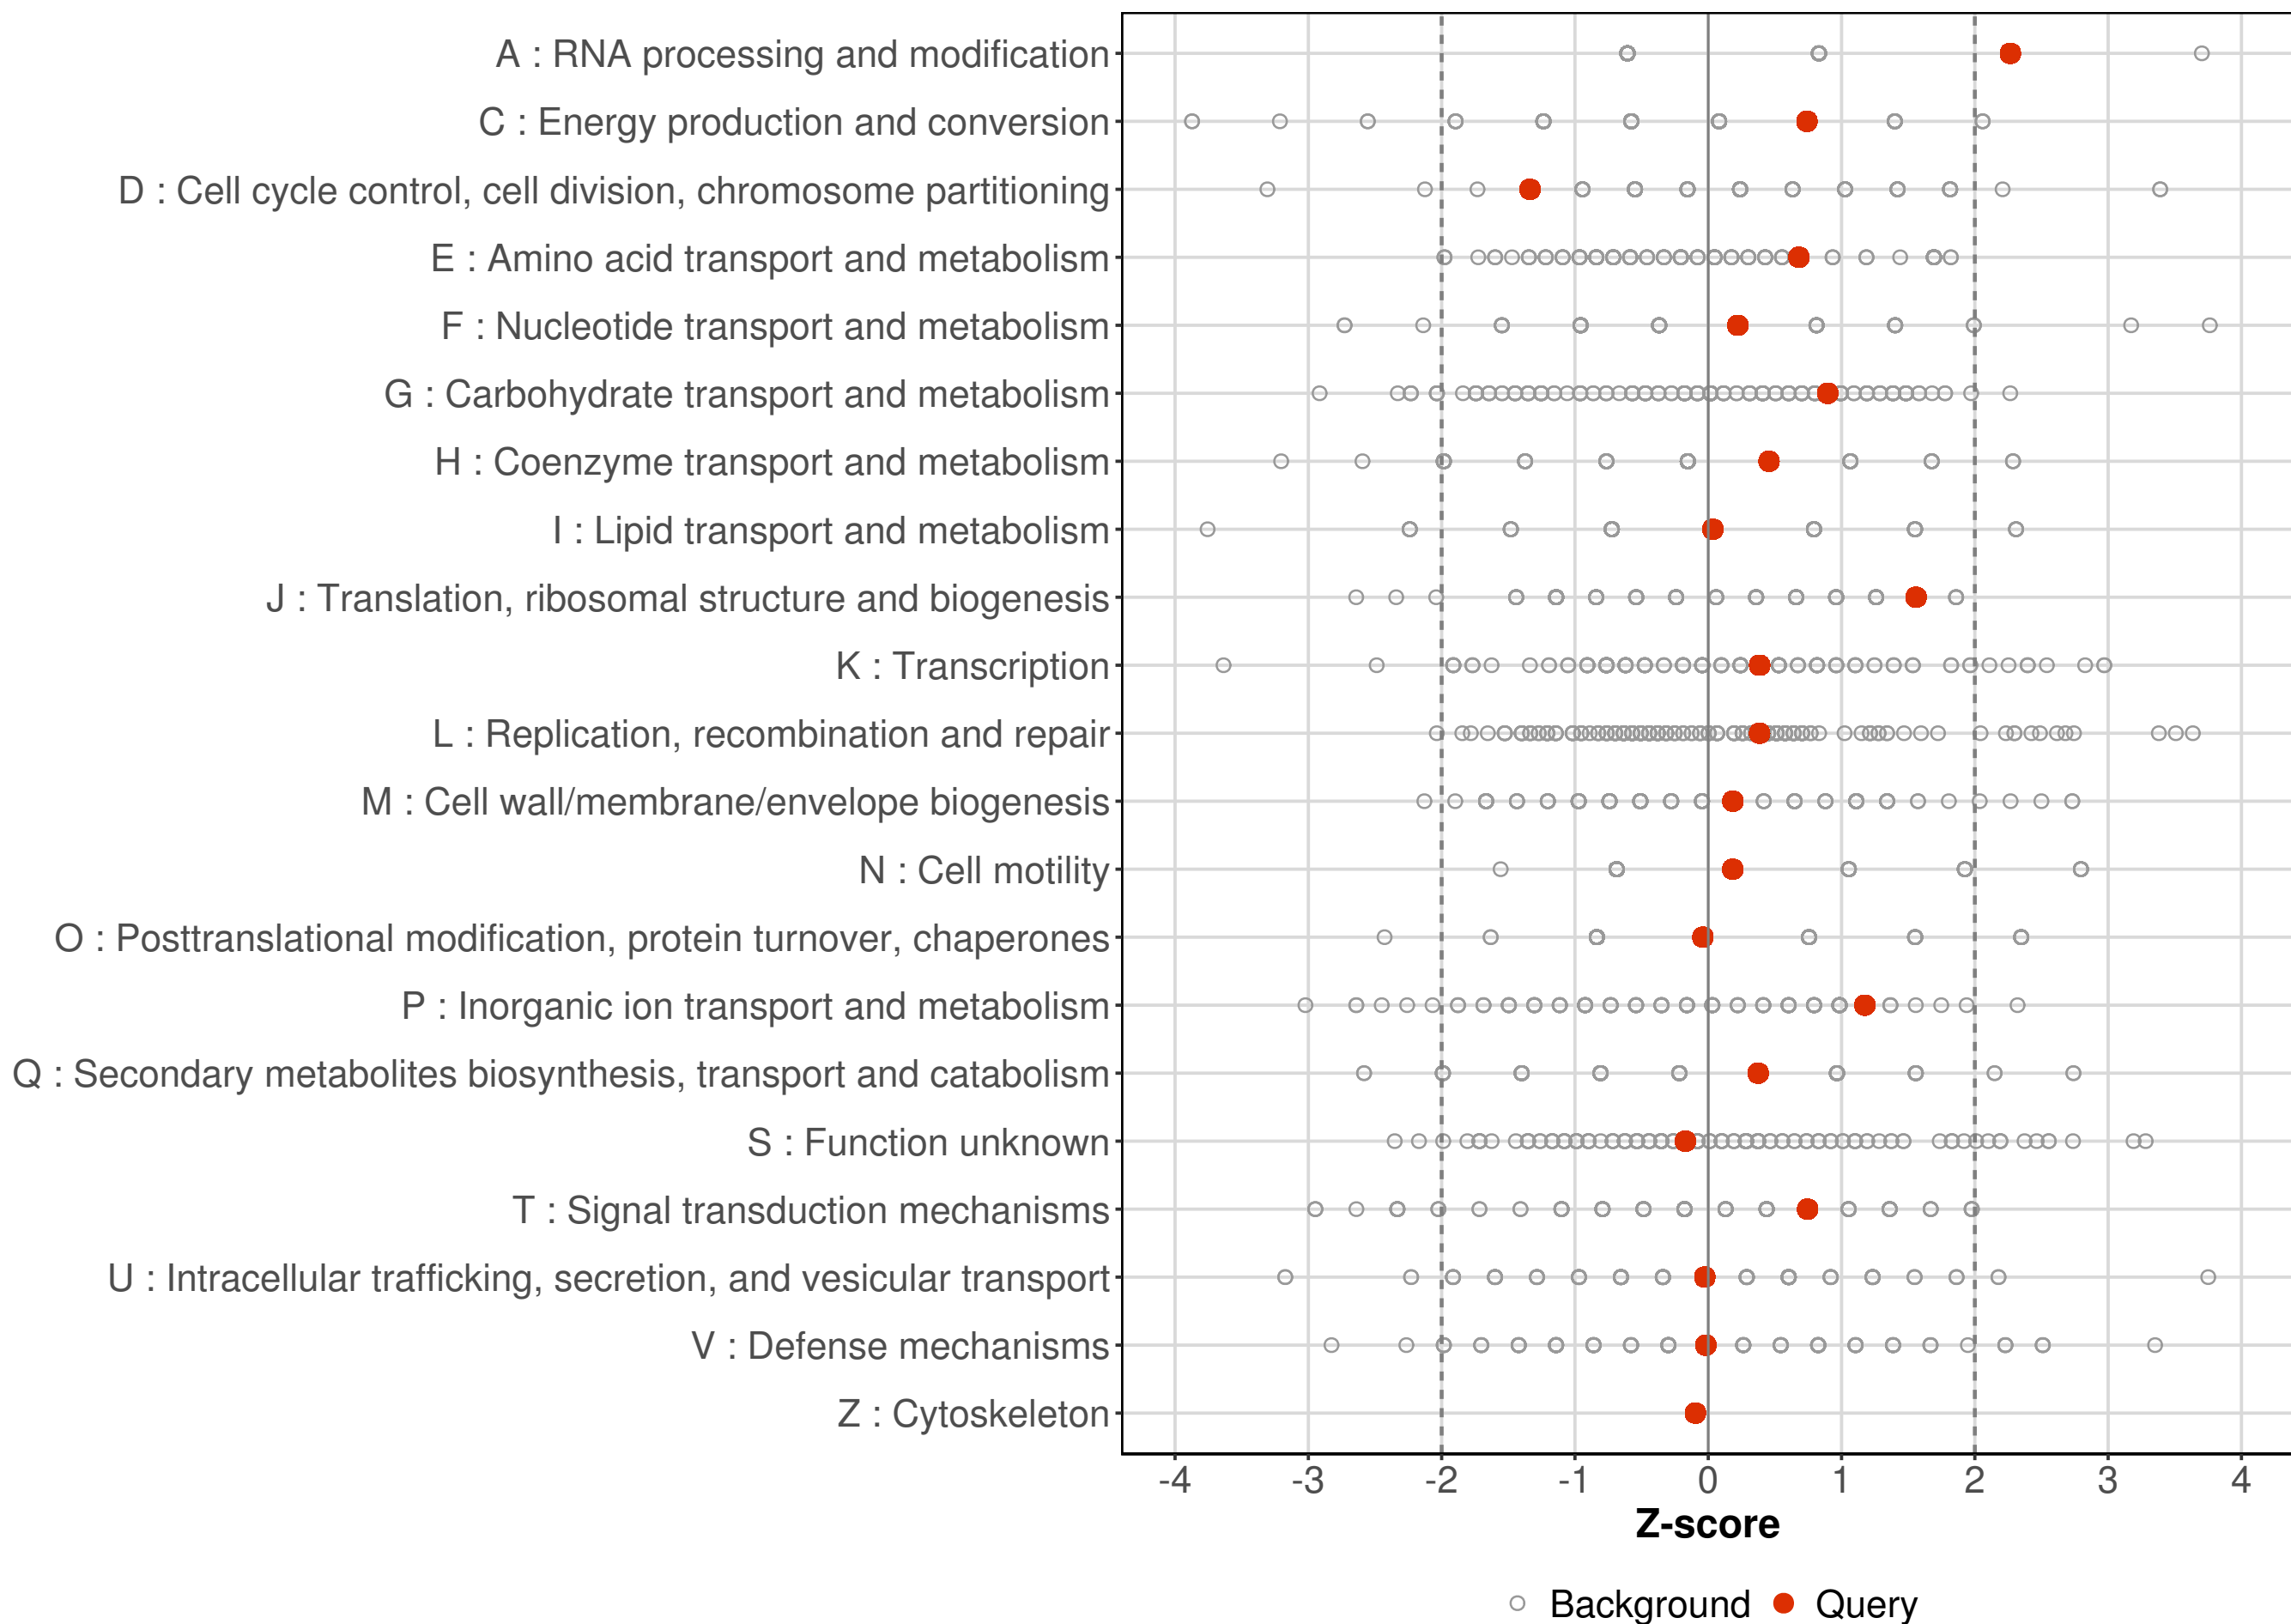 A : RNA processing and modification
C : Energy production and conversion
D : Cell cycle control, cell division, chromosome partitioning
E : Amino acid transport and metabolism
F : Nucleotide transport and metabolism
G : Carbohydrate transport and metabolism
H : Coenzyme transport and metabolism
I : Lipid transport and metabolism
J : Translation, ribosomal structure and biogenesis
K : Transcription
L : Replication, recombination and repair
M : Cell wall/membrane/envelope biogenesis
N : Cell motility
O : Posttranslational modification, protein turnover, chaperones
P : Inorganic ion transport and metabolism
Q : Secondary metabolites biosynthesis, transport and catabolism
S : Function unknown
T : Signal transduction mechanisms
U : Intracellular trafficking, secretion, and vesicular transport
V : Defense mechanisms
Z : Cytoskeleton
-4 -3 -2 -1 0 1 2 3 4
Z-score
Background Query